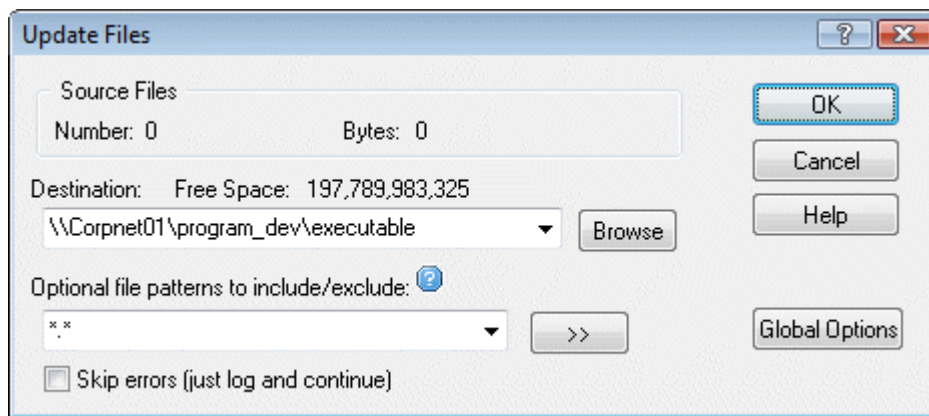 Update Files
Source Files
Number: 0 Bytes: 0
OK
Cancel
Destination: Free Space: 197,789,983,325
Help
\\Corpnet01\program_dev\executable Browse
Optional file patterns to include/exclude: ?
*.* >> Global Options
Skip errors (just log and continue)